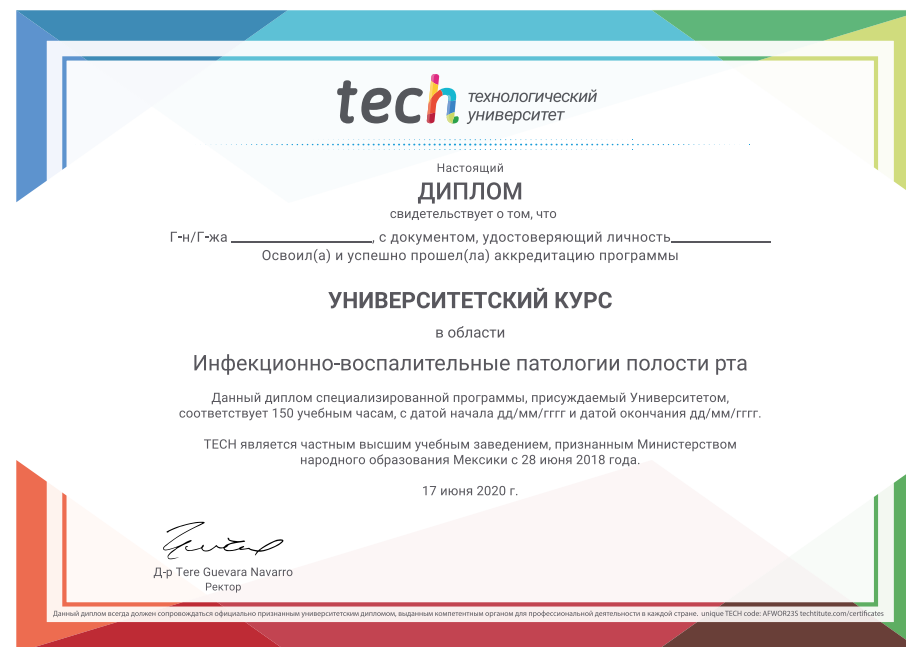 tech технологический
университет
Настоящий
ДИПЛОМ
свидетельствует о том, что
Г-н/Г-жа ____________________, с документом, удостоверяющий личность______________
Освоил(а) и успешно прошел(ла) аккредитацию программы
УНИВЕРСИТЕТСКИЙ КУРС
в области
Инфекционно-воспалительные патологии полости рта
Данный диплом специализированной программы, присуждаемый Университетом,
соответствует 150 учебным часам, с датой начала дд/мм/гггг и датой окончания дд/мм/гггг.
TECH является частным высшим учебным заведением, признанным Министерством
народного образования Мексики с 28 июня 2018 года.
17 июня 2020 г.
Д-р Tere Guevara Navarro
Ректор
Данный диплом всегда должен сопровождаться официально признанным университетским дипломом, выданным компетентным органом для профессиональной деятельности в каждой стране. unique TECH code: AFWOR23S techtitute.com/certificates